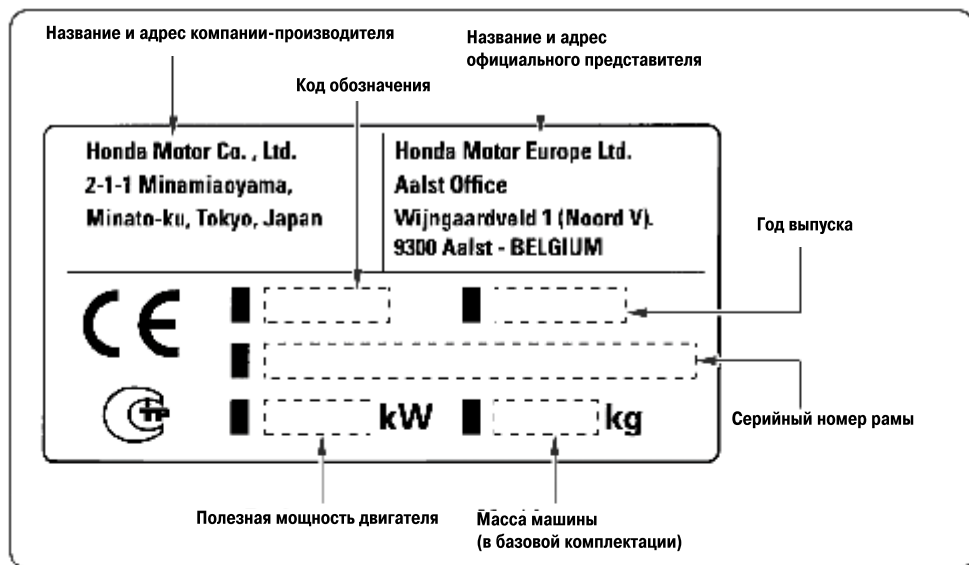 Название и адрес компании-производителя
Название и адрес
официального представителя
Код обозначения
Honda Motor Co., Ltd.
2-1-1 Minamiaoyama,
Minato-ku, Tokyo, Japan
Honda Motor Europe Ltd.
Aalst Office
Wijngaardveld 1 (Noord V).
9300 Aalst - BELGIUM
Год выпуска
CE
Серийный номер рамы
kW
kg
Полезная мощность двигателя
Масса машины
(в базовой комплектации)